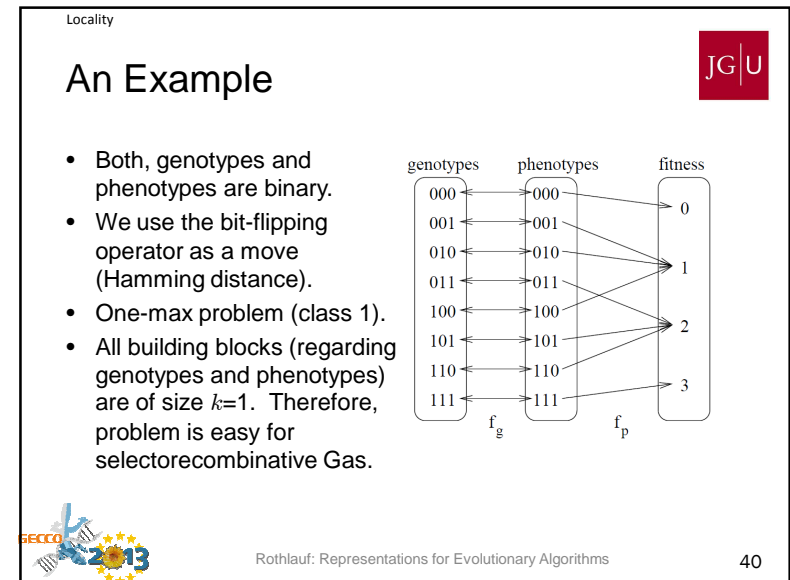 Locality
An Example
JG U
• Both, genotypes and
phenotypes are binary.
• We use the bit-flipping
operator as a move
(Hamming distance).
• One-max problem (class 1).
• All building blocks (regarding
genotypes and phenotypes)
are of size k=1. Therefore,
problem is easy for
selectorecombinative Gas.
genotypes phenotypes fitness
000 000
001 001
010 010
011 011
100 100
101 101
110 110
111 111
0
1
2
3
fg fp
GECCO
2013
Rothlauf: Representations for Evolutionary Algorithms
40